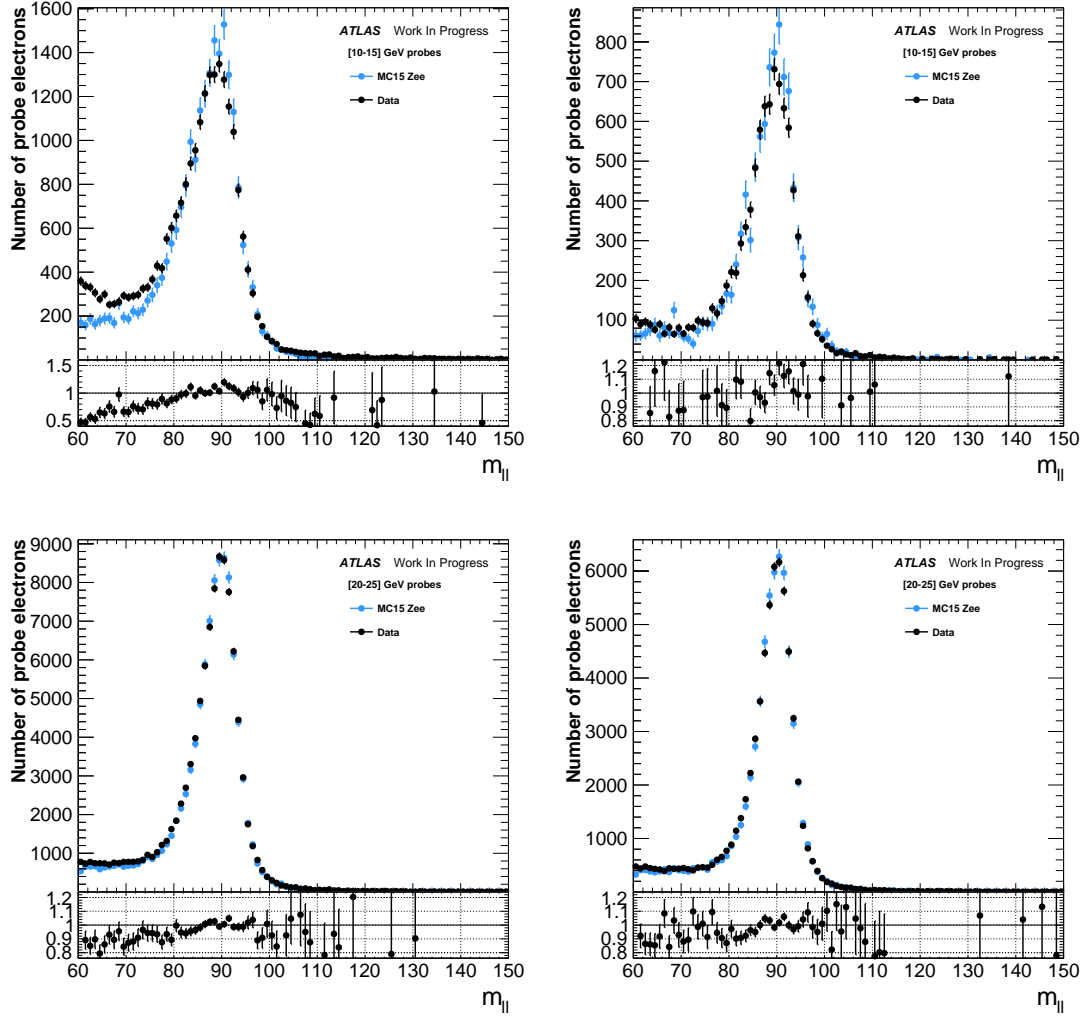 Number of probe electrons
1600
1400
1200
1000
800
600
400
200
ATLAS Work In Progress
[10-15] GeV probes
MC15 Zee
Data
1.5
1
0.5
60 70 80 90 100 110 120 130 140 150
m_ll
Number of probe electrons
800
700
600
500
400
300
200
100
ATLAS Work In Progress
[10-15] GeV probes
MC15 Zee
Data
1.2
1.1
1
0.9
0.8
60 70 80 90 100 110 120 130 140 150
m_ll
Number of probe electrons
9000
8000
7000
6000
5000
4000
3000
2000
1000
ATLAS Work In Progress
[20-25] GeV probes
MC15 Zee
Data
1.2
1.1
1
0.9
0.8
60 70 80 90 100 110 120 130 140 150
m_ll
Number of probe electrons
6000
5000
4000
3000
2000
1000
ATLAS Work In Progress
[20-25] GeV probes
MC15 Zee
Data
1.2
1.1
1
0.9
0.8
60 70 80 90 100 110 120 130 140 150
m_ll